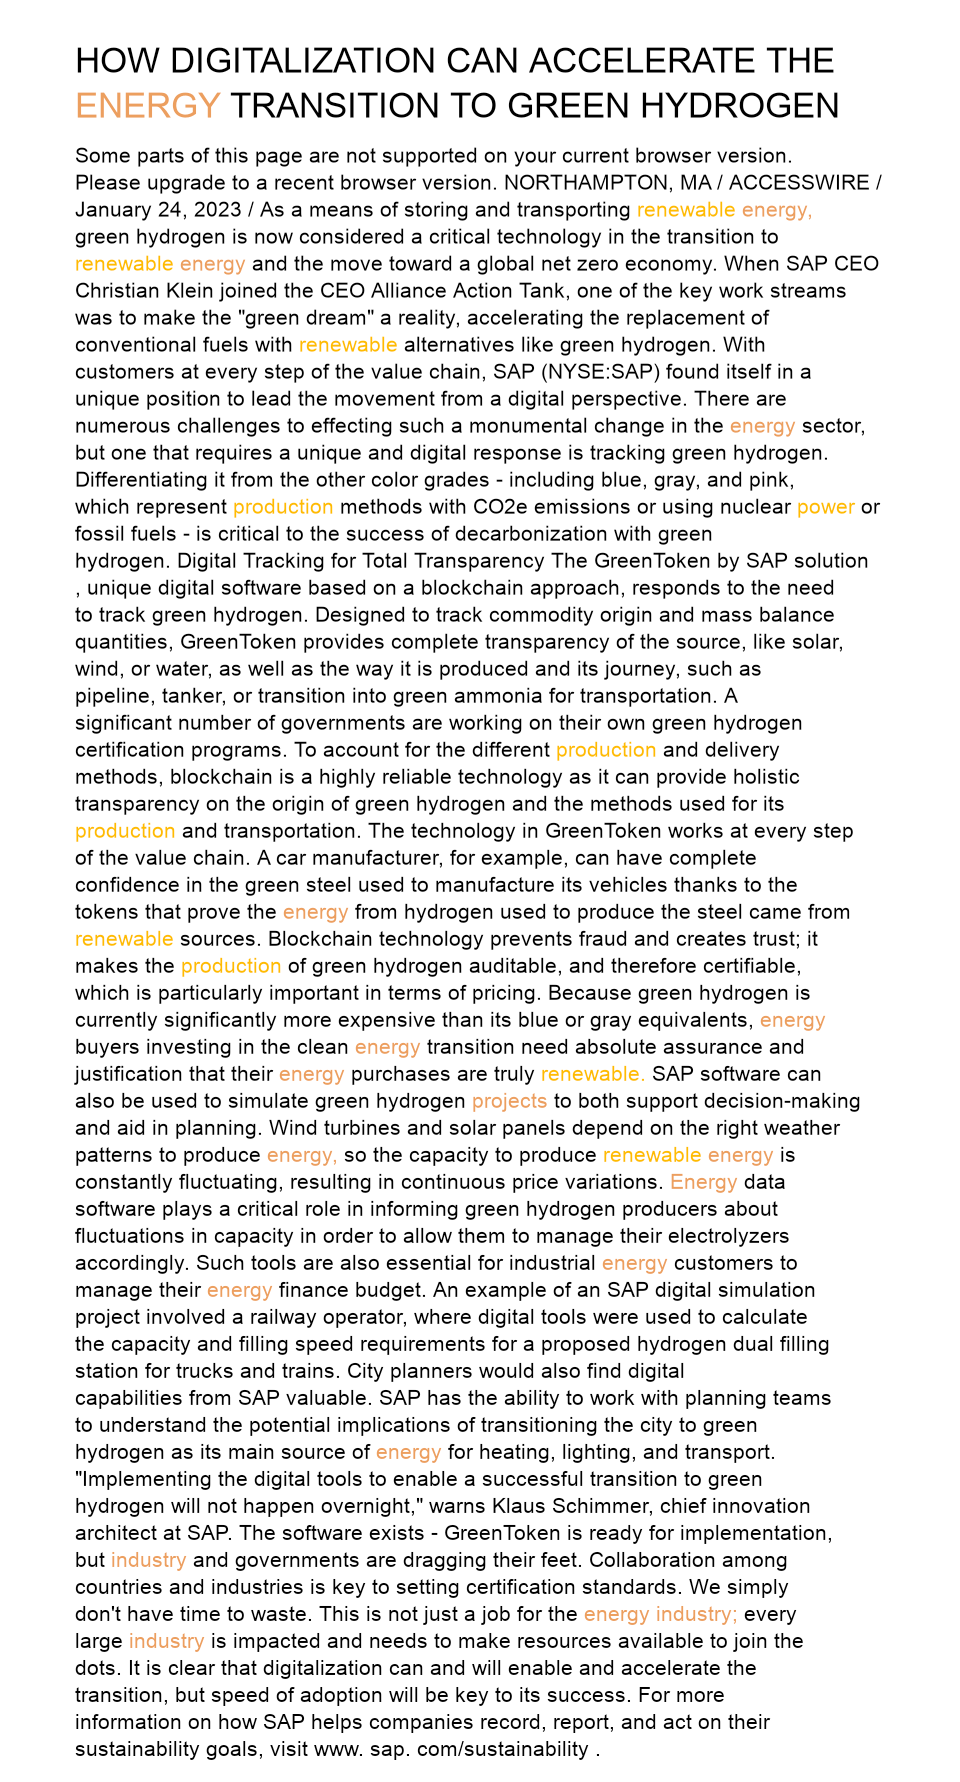 HOW DIGITALIZATION CAN ACCELERATE THE
ENERGY TRANSITION TO GREEN HYDROGEN
Some parts of this page are not supported on your current browser version.
Please upgrade to a recent browser version. NORTHAMPTON, MA / ACCESSWIRE /
January 24, 2023 / As a means of storing and transporting renewable energy,
green hydrogen is now considered a critical technology in the transition to
renewable energy and the move toward a global net zero economy. When SAP CEO
Christian Klein joined the CEO Alliance Action Tank, one of the key work streams
was to make the "green dream" a reality, accelerating the replacement of
conventional fuels with renewable alternatives like green hydrogen. With
customers at every step of the value chain, SAP (NYSE:SAP) found itself in a
unique position to lead the movement from a digital perspective. There are
numerous challenges to effecting such a monumental change in the energy sector,
but one that requires a unique and digital response is tracking green hydrogen.
Differentiating it from the other color grades - including blue, gray, and pink,
which represent production methods with CO2e emissions or using nuclear power or
fossil fuels - is critical to the success of decarbonization with green
hydrogen. Digital Tracking for Total Transparency The GreenToken by SAP solution
, unique digital software based on a blockchain approach, responds to the need
to track green hydrogen. Designed to track commodity origin and mass balance
quantities, GreenToken provides complete transparency of the source, like solar,
wind, or water, as well as the way it is produced and its journey, such as
pipeline, tanker, or transition into green ammonia for transportation. A
significant number of governments are working on their own green hydrogen
certification programs. To account for the different production and delivery
methods, blockchain is a highly reliable technology as it can provide holistic
transparency on the origin of green hydrogen and the methods used for its
production and transportation. The technology in GreenToken works at every step
of the value chain. A car manufacturer, for example, can have complete
confidence in the green steel used to manufacture its vehicles thanks to the
tokens that prove the energy from hydrogen used to produce the steel came from
renewable sources. Blockchain technology prevents fraud and creates trust; it
makes the production of green hydrogen auditable, and therefore certifiable,
which is particularly important in terms of pricing. Because green hydrogen is
currently significantly more expensive than its blue or gray equivalents, energy
buyers investing in the clean energy transition need absolute assurance and
justification that their energy purchases are truly renewable. SAP software can
also be used to simulate green hydrogen projects to both support decision-making
and aid in planning. Wind turbines and solar panels depend on the right weather
patterns to produce energy, so the capacity to produce renewable energy is
constantly fluctuating, resulting in continuous price variations. Energy data
software plays a critical role in informing green hydrogen producers about
fluctuations in capacity in order to allow them to manage their electrolyzers
accordingly. Such tools are also essential for industrial energy customers to
manage their energy finance budget. An example of an SAP digital simulation
project involved a railway operator, where digital tools were used to calculate
the capacity and filling speed requirements for a proposed hydrogen dual filling
station for trucks and trains. City planners would also find digital
capabilities from SAP valuable. SAP has the ability to work with planning teams
to understand the potential implications of transitioning the city to green
hydrogen as its main source of energy for heating, lighting, and transport.
"Implementing the digital tools to enable a successful transition to green
hydrogen will not happen overnight," warns Klaus Schimmer, chief innovation
architect at SAP. The software exists - GreenToken is ready for implementation,
but industry and governments are dragging their feet. Collaboration among
countries and industries is key to setting certification standards. We simply
don't have time to waste. This is not just a job for the energy industry; every
large industry is impacted and needs to make resources available to join the
dots. It is clear that digitalization can and will enable and accelerate the
transition, but speed of adoption will be key to its success. For more
information on how SAP helps companies record, report, and act on their
sustainability goals, visit www. sap. com/sustainability .